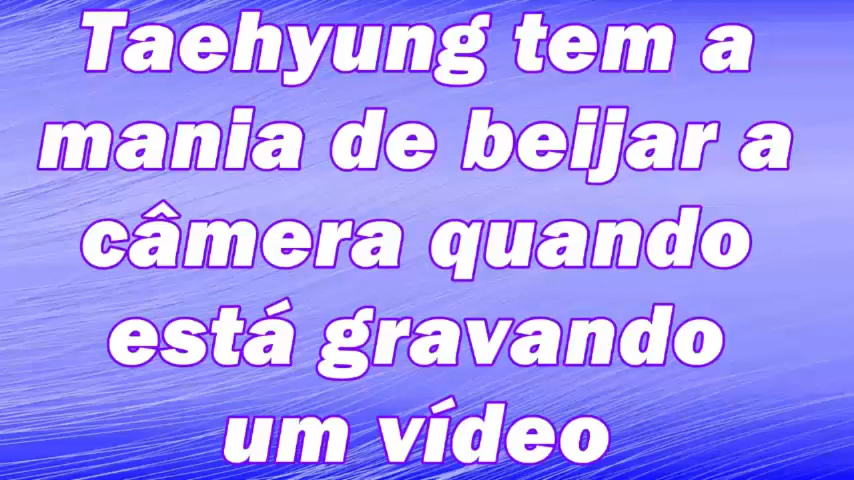 Taehyung tem a
mania de beijar a
câmera quando
está gravando
um vídeo